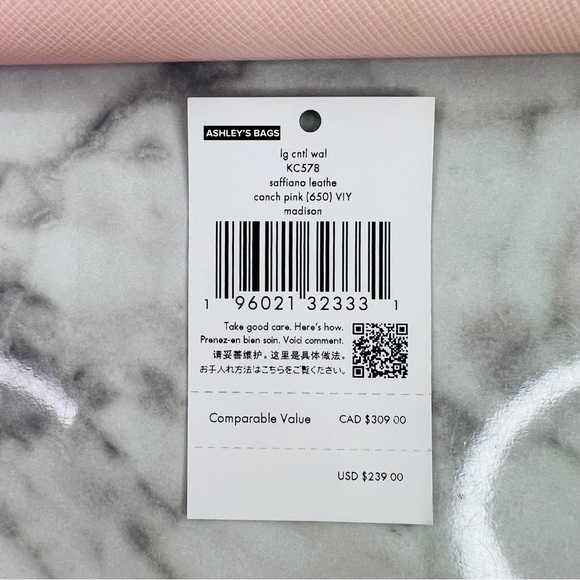 ASHLEY'S BAGS
lg cntl wal
KC578
saffiano leathe
conch pink (650) VIY
madison
1 96021 32333 1
Take good care. Here's how.
Prenez-en bien soin. Voici comment.
请妥善维护。这里是具体做法。
お手入れ方法はこちらをご覧ください。
Comparable Value CAD $309.00
USD $239.00